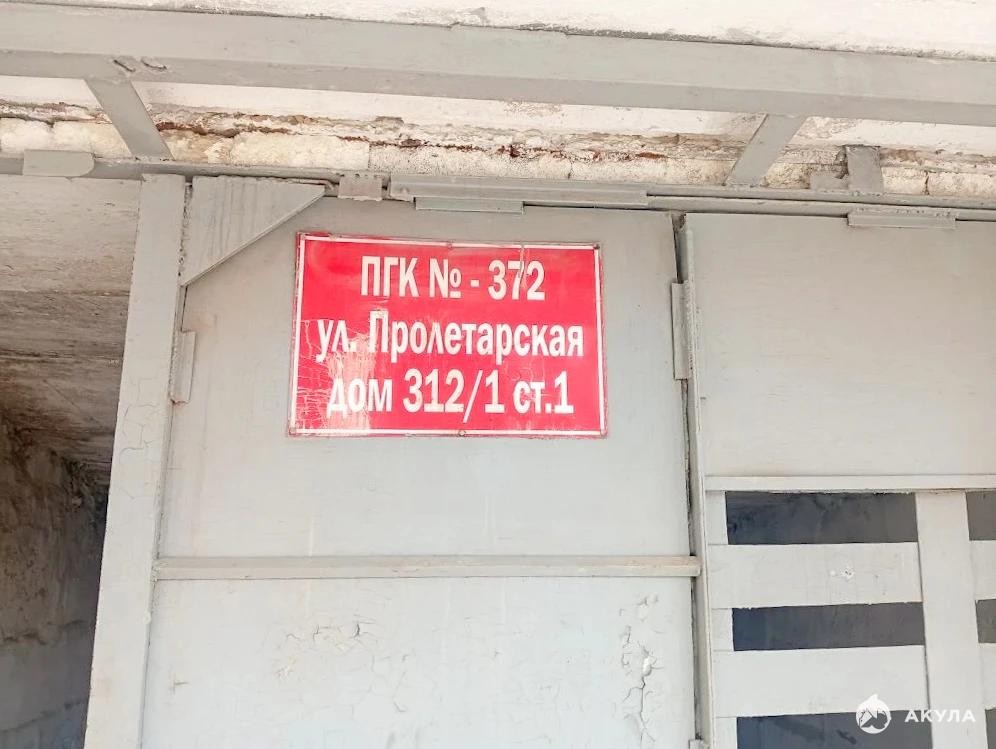 ПГК № - 372
ул. Пролетарская
дом 312/1 ст.1
АКУЛА